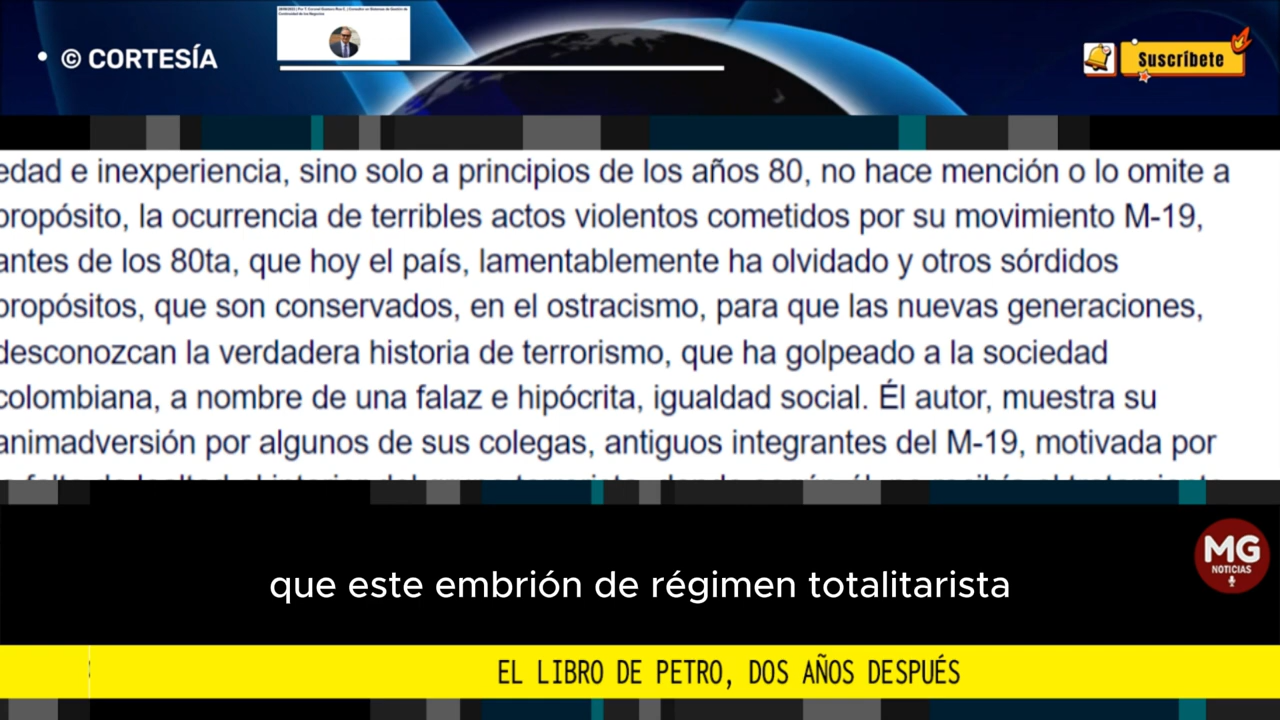 • © CORTESÍA
Suscríbete
edad e inexperiencia, sino solo a principios de los años 80, no hace mención o lo omite a
propósito, la ocurrencia de terribles actos violentos cometidos por su movimiento M-19,
antes de los 80ta, que hoy el país, lamentablemente ha olvidado y otros sórdidos
propósitos, que son conservados, en el ostracismo, para que las nuevas generaciones,
desconozcan la verdadera historia de terrorismo, que ha golpeado a la sociedad
colombiana, a nombre de una falaz e hipócrita, igualdad social. Él autor, muestra su
animadversión por algunos de sus colegas, antiguos integrantes del M-19, motivada por
que este embrión de régimen totalitarista
MG
NOTICIAS
EL LIBRO DE PETRO, DOS AÑOS DESPUÉS